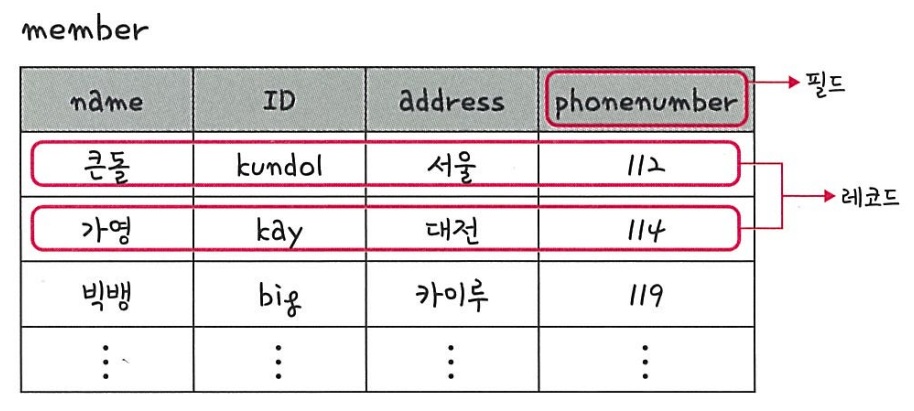 member
name ID address phonenumber 필드
큰돌 kundol 서울 112
레코드
가영 kay 대전 114
빅뱅 big 카이루 119
⋮ ⋮ ⋮ ⋮